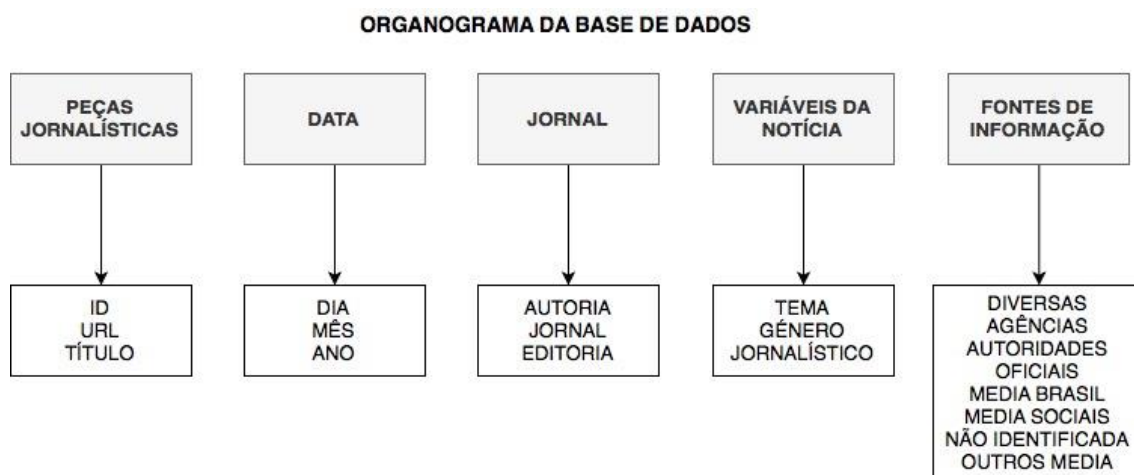 ORGANOGRAMA DA BASE DE DADOS
PEÇAS
JORNALÍSTICAS
DATA
JORNAL
VARIÁVEIS DA
NOTÍCIA
FONTES DE
INFORMAÇÃO
ID
URL
TÍTULO
DIA
MÊS
ANO
AUTORIA
JORNAL
EDITORIA
TEMA
GÉNERO
JORNALÍSTICO
DIVERSAS
AGÊNCIAS
AUTORIDADES
OFICIAIS
MEDIA BRASIL
MEDIA SOCIAIS
NÃO IDENTIFICADA
OUTROS MEDIA